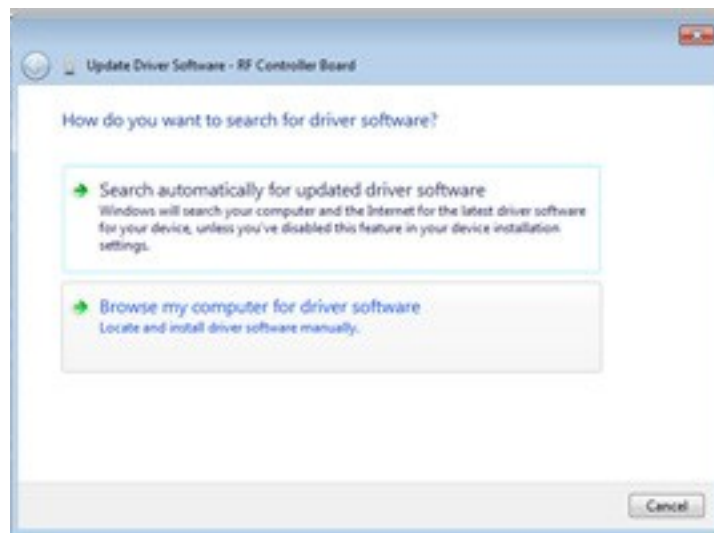 Update Driver Software - RF Controller Board
How do you want to search for driver software?
Search automatically for updated driver software
Windows will search your computer and the Internet for the latest driver software
for your device, unless you've disabled this feature in your device installation
settings.
Browse my computer for driver software
Locate and install driver software manually.
Cancel